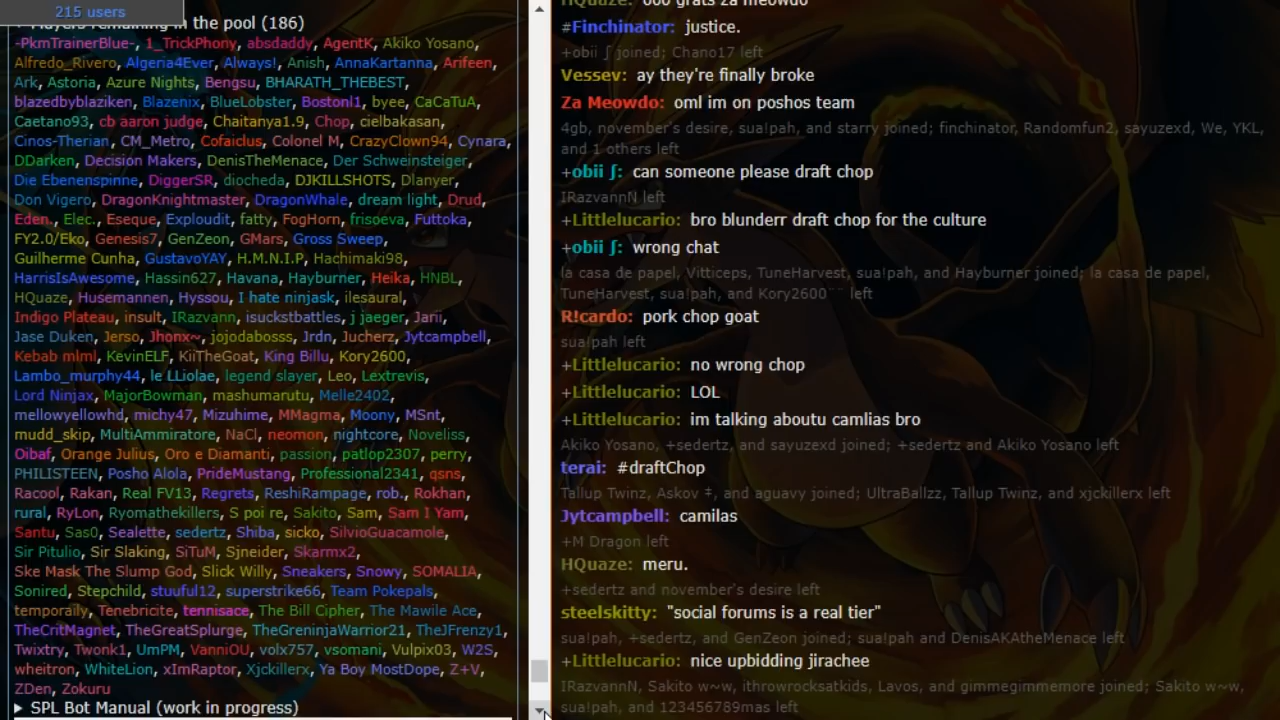 215 users
Players remaining in the pool (186)
-PkmTrainerBlue-, 1_TrickPhony, absdaddy, AgentK, Akiko Yosano,
Alfredo_Rivero, Algeria4Ever, Always!, Anish, AnnaKartanna, Arifeen,
Ark, Astoria, Azure Nights, Bengsu, BHARATH_THEBEST,
blazedbyblaziken, Blazenix, BlueLobster, Bostonl1, byee, CaCaTuA,
Caetano93, cb aaron judge, Chaitanya1.9, Chop, cielbakasan,
Cinos-Therian, CM_Metro, Cofaiclus, Colonel M, CrazyClown94, Cynara,
DDarken, Decision Makers, DenisTheMenace, Der Schweinsteiger,
Die Ebenenspinne, DiggerSR, diocheda, DJKILLSHOTS, Dlanyer,
Don Vigero, DragonKnightmaster, DragonWhale, dream light, Drud,
Eden., Elec., Eseque, Exploudit, fatty, FogHorn, frisoeva, Futtoka,
FY2.0/Eko, Genesis7, GenZeon, GMars, Gross Sweep,
Guilherme Cunha, GustavoYAY, H.M.N.I.P, Hachimaki98,
HarrisIsAwesome, Hassin627, Havana, Hayburner, Heika, HNBL,
HQuaze, Husemannen, Hyssou, I hate ninjask, ilesaural,
Indigo Plateau, insult, IRazvann, isuckstbattles, j jaeger, Jarii,
Jase Duken, Jerso, Jhonx~, jojodabosss, Jrdn, Jucherz, Jytcampbell,
Kebab mlml, KevinELF, KiiTheGoat, King Billu, Kory2600,
Lambo_murphy44, le LLiolae, legend slayer, Leo, Lextrevis,
Lord Ninjax, MajorBowman, mashumarutu, Melle2402,
mellowyellowhd, michy47, Mizuhime, MMagma, Moony, MSnt,
mudd_skip, MultiAmmiratore, NaCl, neomon, nightcore, Noveliss,
Oibaf, Orange Julius, Oro e Diamanti, passion, patlop2307, perry,
PHILISTEEN, Posho Alola, PrideMustang, Professional2341, qsns,
Racool, Rakan, Real FV13, Regrets, ReshiRampage, rob., Rokhan,
rural, RyLon, Ryomathekillers, S poi re, Sakito, Sam, Sam I Yam,
Santu, Sas0, Sealette, sedertz, Shiba, sicko, SilvioGuacamole,
Sir Pitulio, Sir Slaking, SiTuM, Sjneider, Skarmx2,
Ske Mask The Slump God, Slick Willy, Sneakers, Snowy, SOMALIA,
Sonired, Stepchild, stuuful12, superstrike66, Team Pokepals,
temporaily, Tenebricite, tennisace, The Bill Cipher, The Mawile Ace,
TheCritMagnet, TheGreatSplurge, TheGreninjaWarrior21, TheJFrenzy1,
Twixtry, Twonk1, UmPM, VanniOU, volx757, vsomani, Vulpix03, W2S,
wheitron, WhiteLion, xImRaptor, Xjckillerx, Ya Boy MostDope, Z+V,
ZDen, Zokuru
► SPL Bot Manual (work in progress)
HQuaze: ooo grats za meowdo
#Finchinator: justice.
+obii ʃ joined; Chano17 left
Vessev: ay they're finally broke
Za Meowdo: oml im on poshos team
4gb, november's desire, sua!pah, and starry joined; finchinator, Randomfun2, sayuzexd, We, YKL,
and 1 others left
+obii ʃ: can someone please draft chop
IRazvannN left
+Littlelucario: bro blunderr draft chop for the culture
+obii ʃ: wrong chat
la casa de papel, Vitticeps, TuneHarvest, sua!pah, and Hayburner joined; la casa de papel,
TuneHarvest, sua!pah, and Kory2600¨¨ left
R!cardo: pork chop goat
sua!pah left
+Littlelucario: no wrong chop
+Littlelucario: LOL
+Littlelucario: im talking aboutu camlias bro
Akiko Yosano, +sedertz, and sayuzexd joined; +sedertz and Akiko Yosano left
terai: #draftChop
Tallup Twinz, Askov ‡, and aguavy joined; UltraBallzz, Tallup Twinz, and xjckillerx left
Jytcampbell: camilas
+M Dragon left
HQuaze: meru.
+sedertz and november's desire left
steelskitty: "social forums is a real tier"
sua!pah, +sedertz, and GenZeon joined; sua!pah and DenisAKAtheMenace left
+Littlelucario: nice upbidding jirachee
IRazvannN, Sakito w~w, ithrowrocksatkids, Lavos, and gimmegimmemore joined; Sakito w~w,
sua!pah, and 123456789mas left